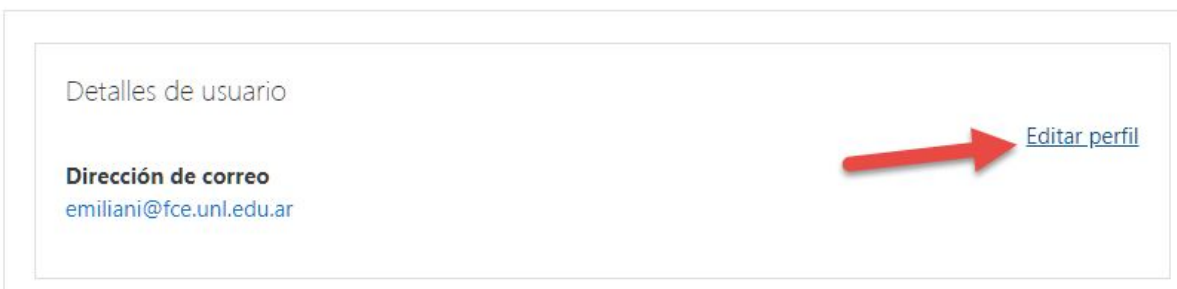 Detalles de usuario
Editar perfil
Dirección de correo
emiliani@fce.unl.edu.ar